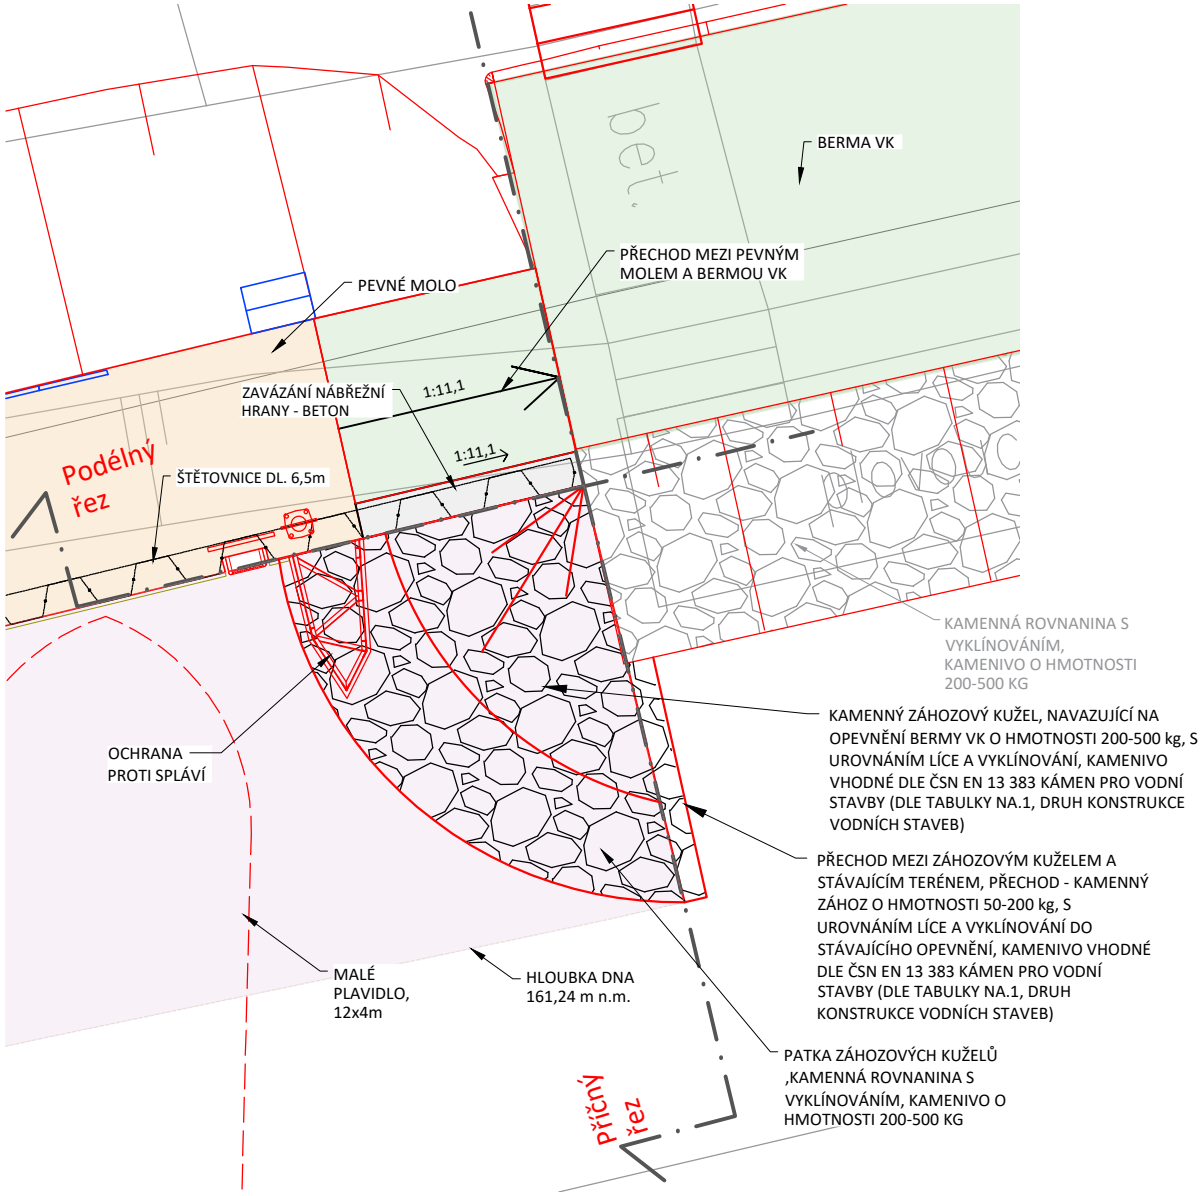 bet.
BERMA VK
PŘECHOD MEZI PEVNÝM
MOLEM A BERMOU VK
PEVNÉ MOLO
ZAVÁZÁNÍ NÁBŘEŽNÍ
HRANY - BETON
1:11,1
1:11,1
Podélný
řez
ŠTĚTOVNICE DL. 6,5m
KAMENNÁ ROVNANINA S
VYKLÍNOVÁNÍM,
KAMENIVO O HMOTNOSTI
200-500 KG
KAMENNÝ ZÁHOZOVÝ KUŽEL, NAVAZUJÍCÍ NA
OPEVNĚNÍ BERMY VK O HMOTNOSTI 200-500 kg, S
UROVNÁNÍM LÍCE A VYKLÍNOVÁNÍ, KAMENIVO
VHODNÉ DLE ČSN EN 13 383 KÁMEN PRO VODNÍ
STAVBY (DLE TABULKY NA.1, DRUH KONSTRUKCE
VODNÍCH STAVEB)
OCHRANA
PROTI SPLÁVÍ
PŘECHOD MEZI ZÁHOZOVÝM KUŽELEM A
STÁVAJÍCÍM TERÉNEM, PŘECHOD - KAMENNÝ
ZÁHOZ O HMOTNOSTI 50-200 kg, S
UROVNÁNÍM LÍCE A VYKLÍNOVÁNÍ DO
STÁVAJÍCÍHO OPEVNĚNÍ, KAMENIVO VHODNÉ
DLE ČSN EN 13 383 KÁMEN PRO VODNÍ
STAVBY (DLE TABULKY NA.1, DRUH
KONSTRUKCE VODNÍCH STAVEB)
MALÉ
PLAVIDLO,
12x4m
HLOUBKA DNA
161,24 m n.m.
PATKA ZÁHOZOVÝCH KUŽELŮ
,KAMENNÁ ROVNANINA S
VYKLÍNOVÁNÍM, KAMENIVO O
HMOTNOSTI 200-500 KG
Příčný
řez